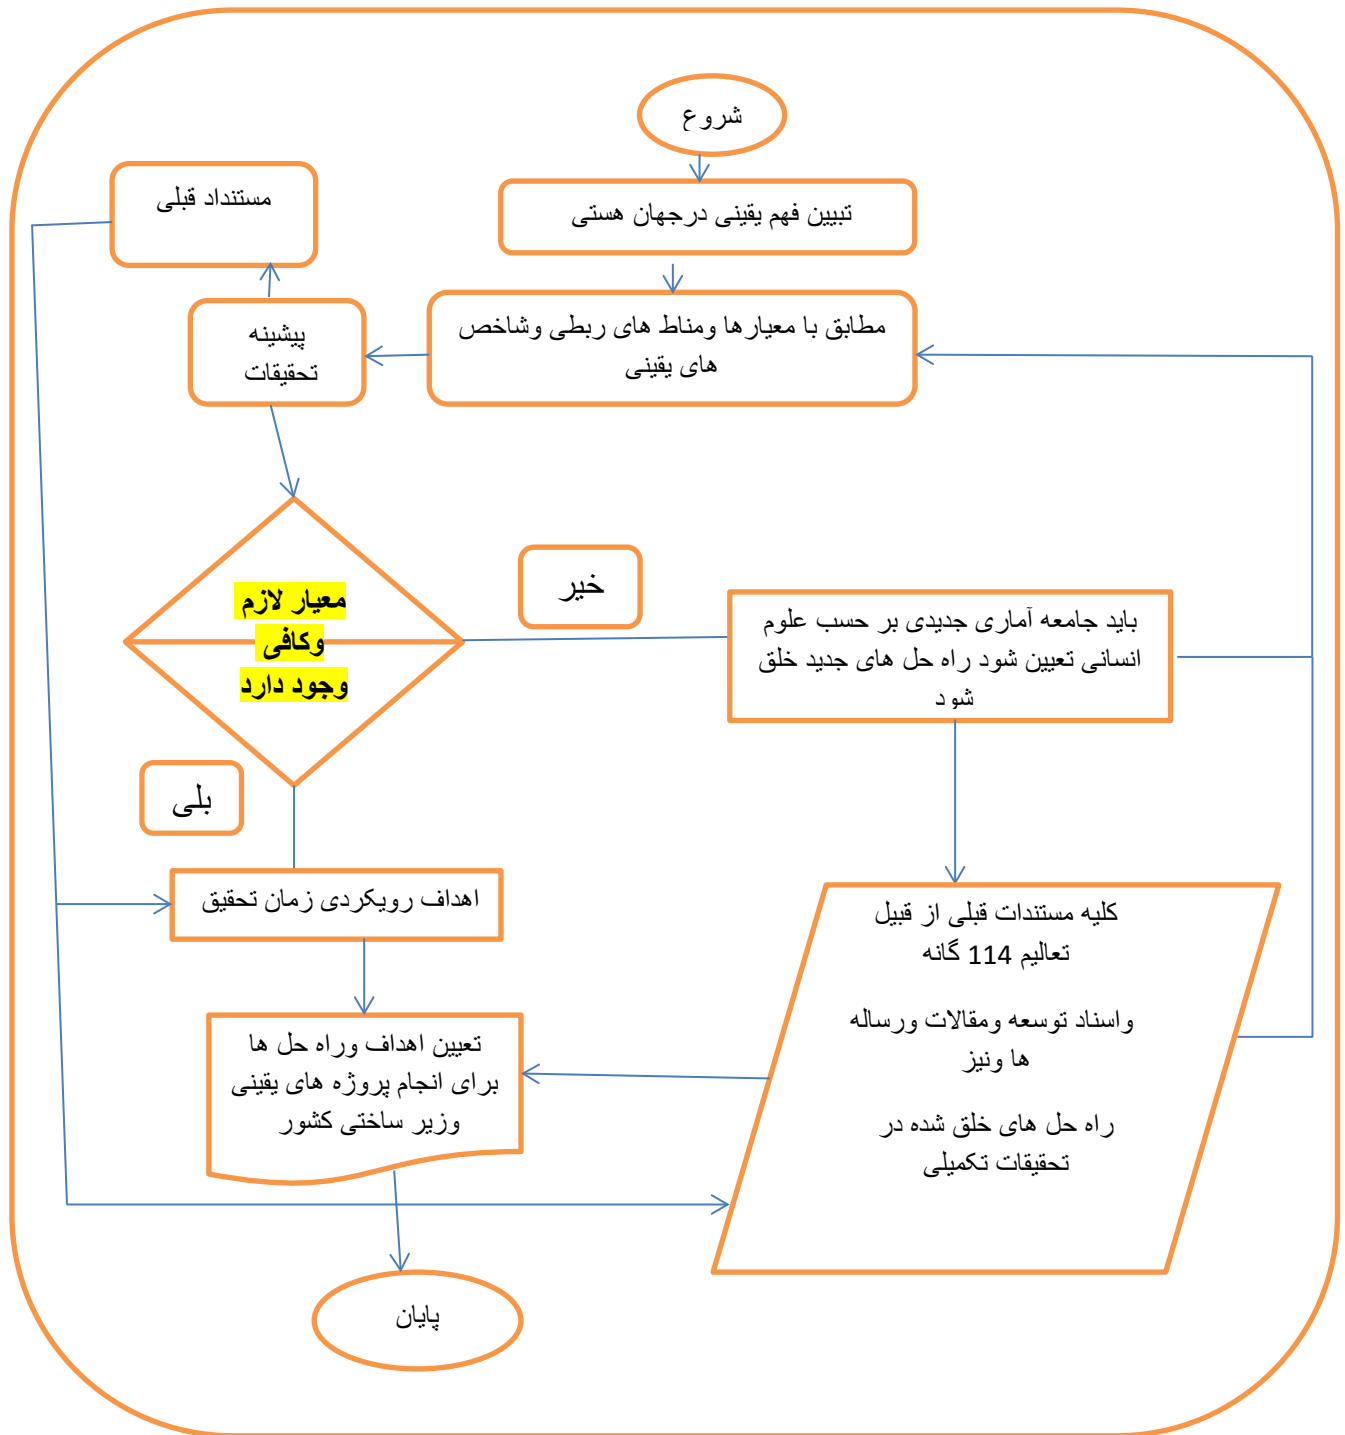 شروع
تبیین فهم یقینی درجهان هستی
مستنداد قبلی
مطابق با معیارها ومناط های ربطی وشاخص
های یقینی
پیشینه
تحقیقات
معیار لازم
وکافی
وجود دارد
خیر
باید جامعه آماری جدیدی بر حسب علوم
انسانی تعیین شود راه حل های جدید خلق
شود
بلی
اهداف رویکردی زمان تحقیق
کلیه مستندات قبلی از قبیل
تعالیم 114 گانه
واسناد توسعه ومقالات ورساله
ها ونیز
راه حل های خلق شده در
تحقیقات تکمیلی
تعیین اهداف وراه حل ها
برای انجام پروژه های یقینی
وزیر ساختی کشور
پایان